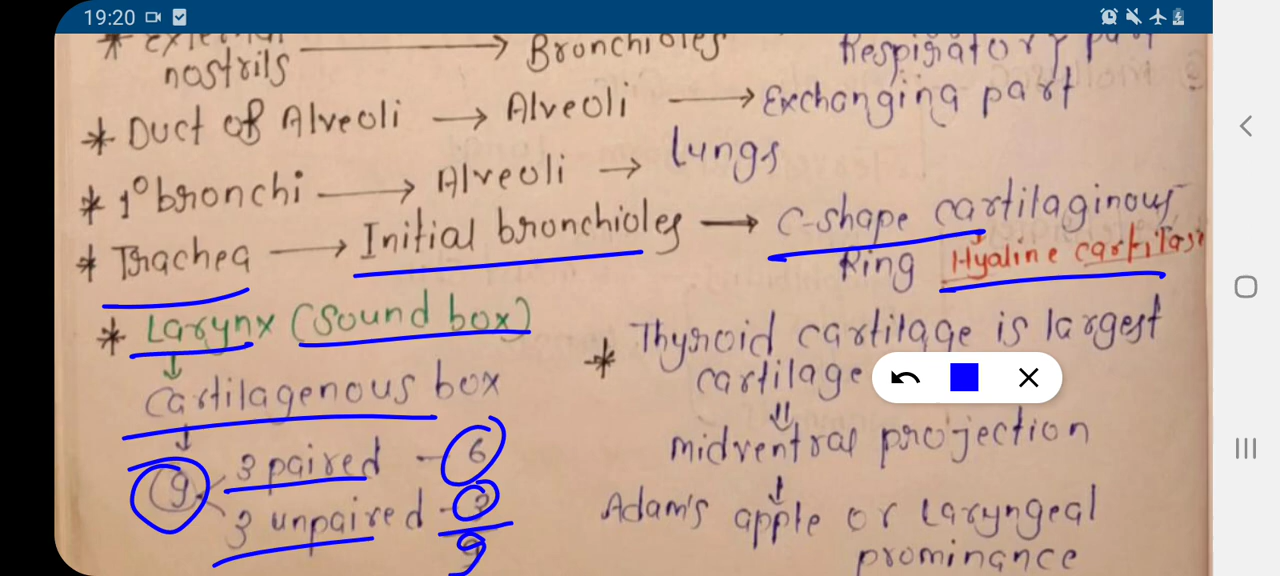 19:20
* External ⟶ Bronchioles Respiratory part
nostrils
* Duct of Alveoli ⟶ Alveoli ⟶ Exchanging part
* 1° bronchi ⟶ Alveoli ⟶ lungs
* Trachea ⟶ Initial bronchioles ⟶ C-shape cartilaginous
Ring Hyaline cartilage
* Larynx (Sound box)
↓
Cartilagenous box
↓
9 < 3 paired - 6
3 unpaired - 3
9
* Thyroid cartilage is largest
cartilage
⇓
midventral projection
↓
Adam's apple or Laryngeal
prominance